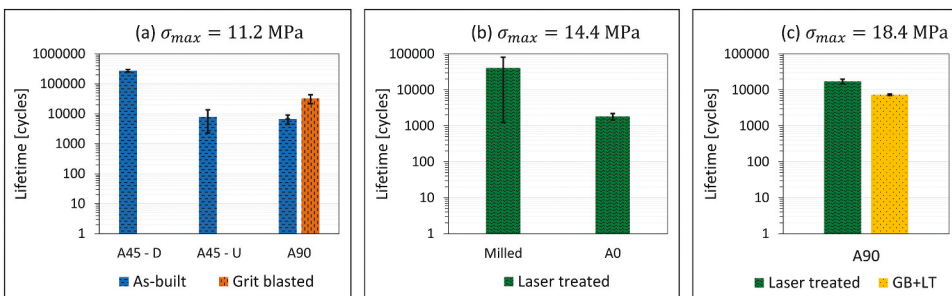 (a) σmax = 11.2 MPa
Lifetime [cycles]
1000000
100000
10000
1000
100
10
1
A45 - D
A45 - U
A90
As-built
Grit blasted
(b) σmax = 14.4 MPa
Lifetime [cycles]
100000
10000
1000
100
10
1
Milled
A0
Laser treated
(c) σmax = 18.4 MPa
Lifetime [cycles]
100000
10000
1000
100
10
1
A90
Laser treated
GB+LT